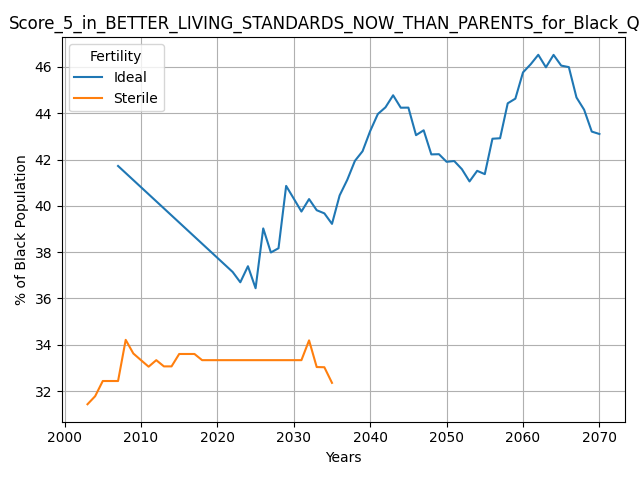 Score_5_in_BETTER_LIVING_STANDARDS_NOW_THAN_PARENTS_for_Black_Q
Fertility
Ideal
Sterile
% of Black Population
46
44
42
40
38
36
34
32
2000 2010 2020 2030 2040 2050 2060 2070
Years